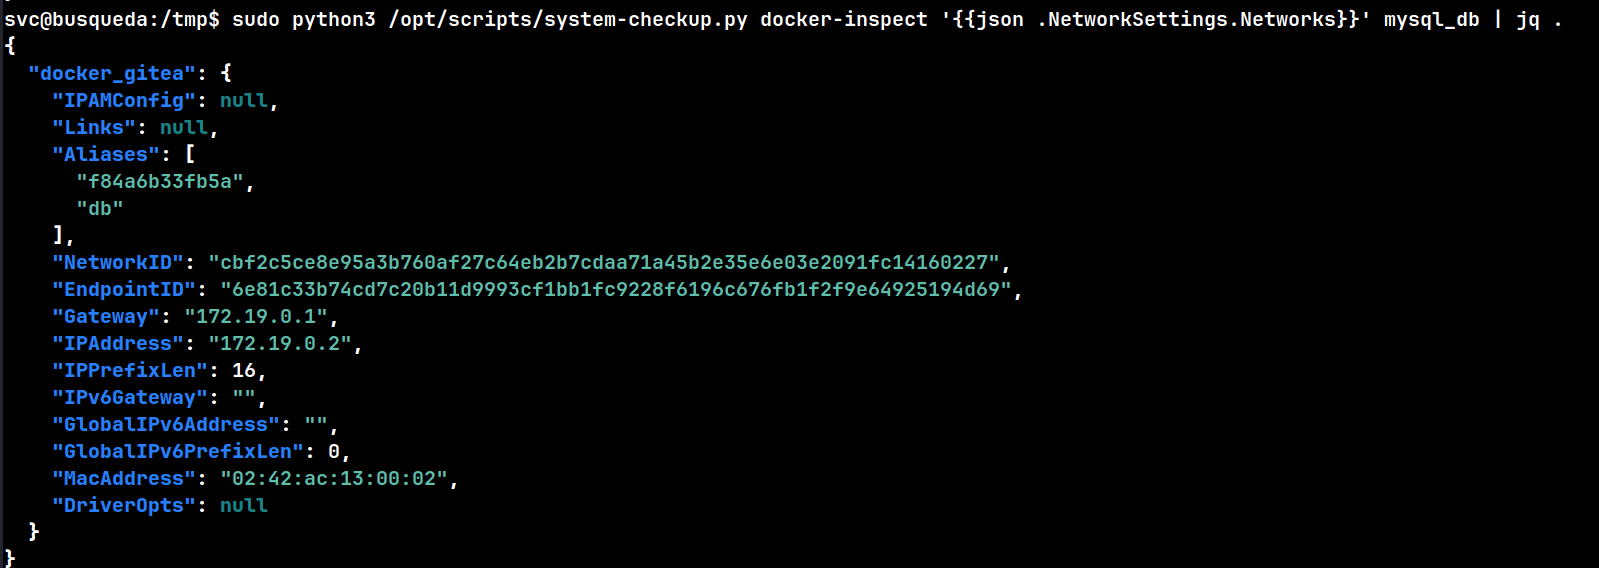 svc@busqueda:/tmp$ sudo python3 /opt/scripts/system-checkup.py docker-inspect '{{json .NetworkSettings.Networks}}' mysql_db | jq .
{
  "docker_gitea": {
    "IPAMConfig": null,
    "Links": null,
    "Aliases": [
      "f84a6b33fb5a",
      "db"
    ],
    "NetworkID": "cbf2c5ce8e95a3b760af27c64eb2b7cdaa71a45b2e35e6e03e2091fc14160227",
    "EndpointID": "6e81c33b74cd7c20b11d9993cf1bb1fc9228f6196c676fb1f2f9e64925194d69",
    "Gateway": "172.19.0.1",
    "IPAddress": "172.19.0.2",
    "IPPrefixLen": 16,
    "IPv6Gateway": "",
    "GlobalIPv6Address": "",
    "GlobalIPv6PrefixLen": 0,
    "MacAddress": "02:42:ac:13:00:02",
    "DriverOpts": null
  }
}